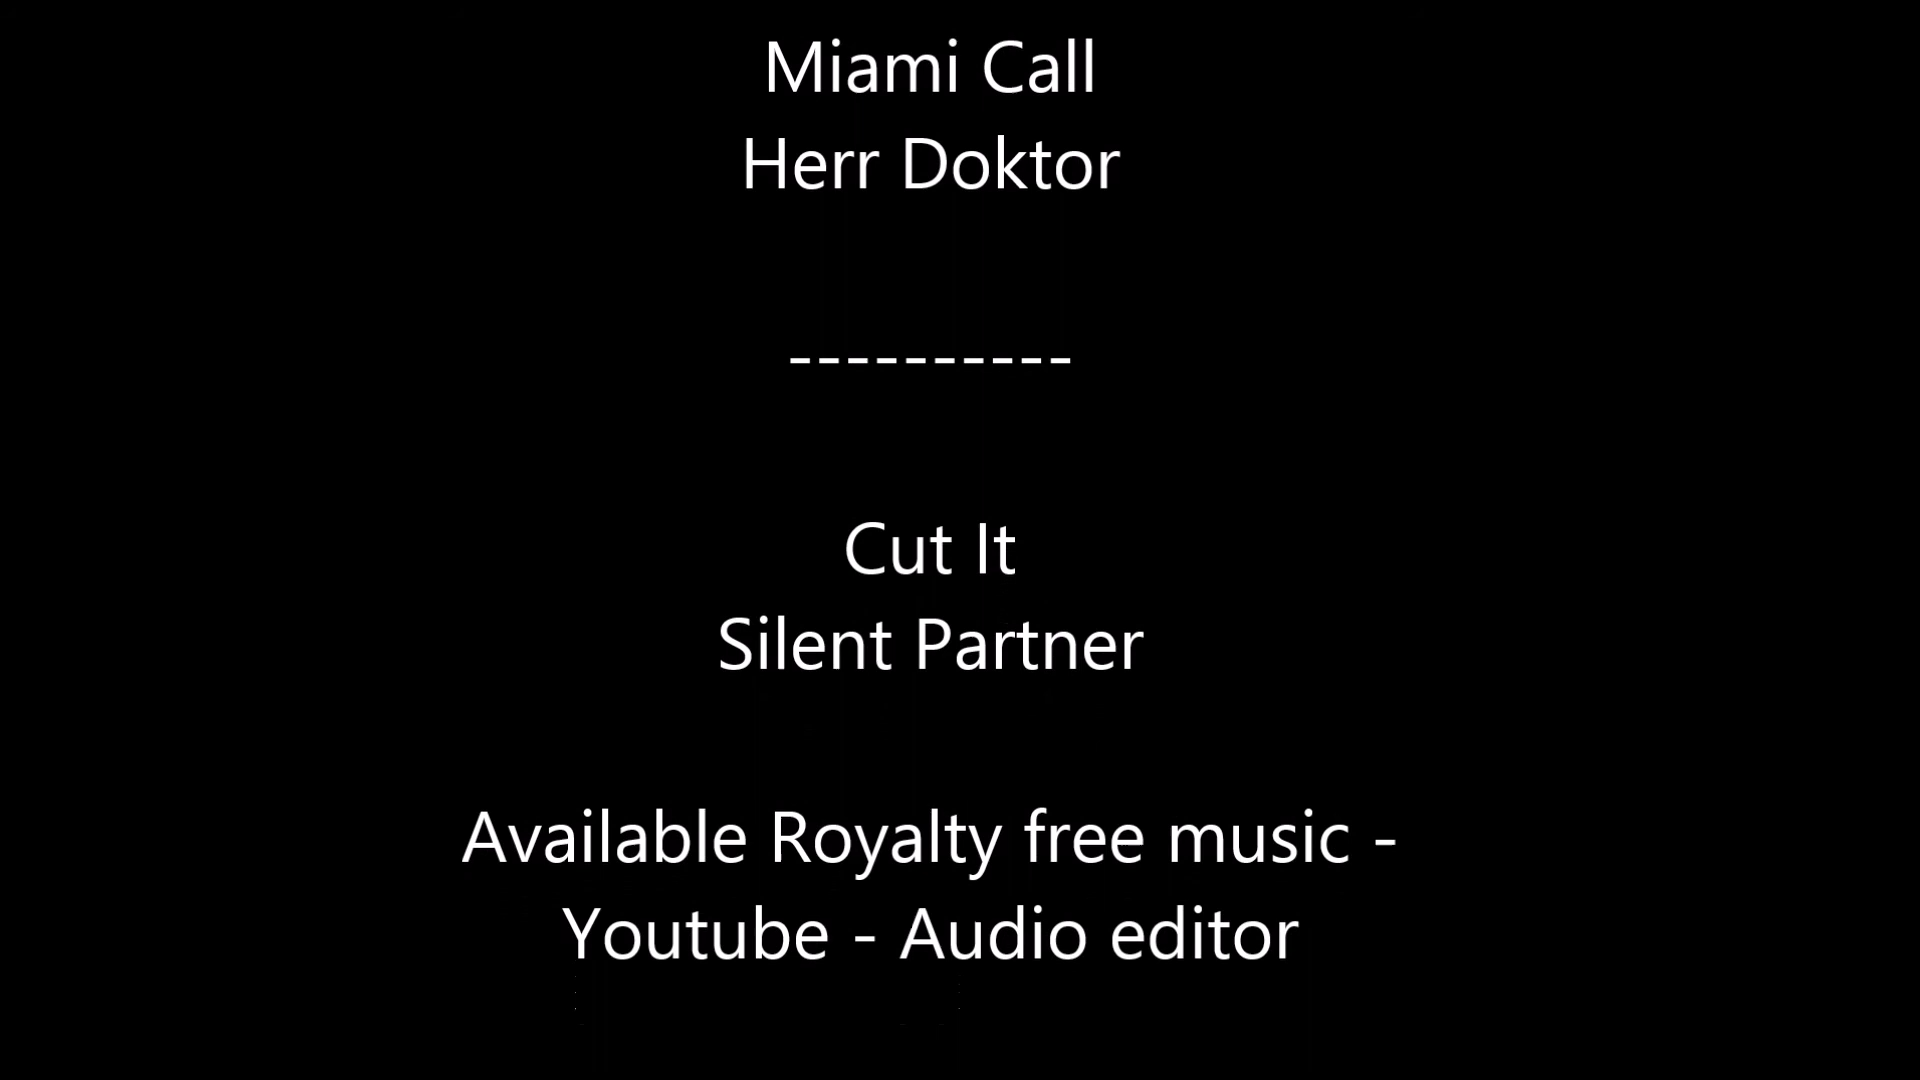 Miami Call
Herr Doktor
----------
Cut It
Silent Partner
Available Royalty free music -
Youtube - Audio editor